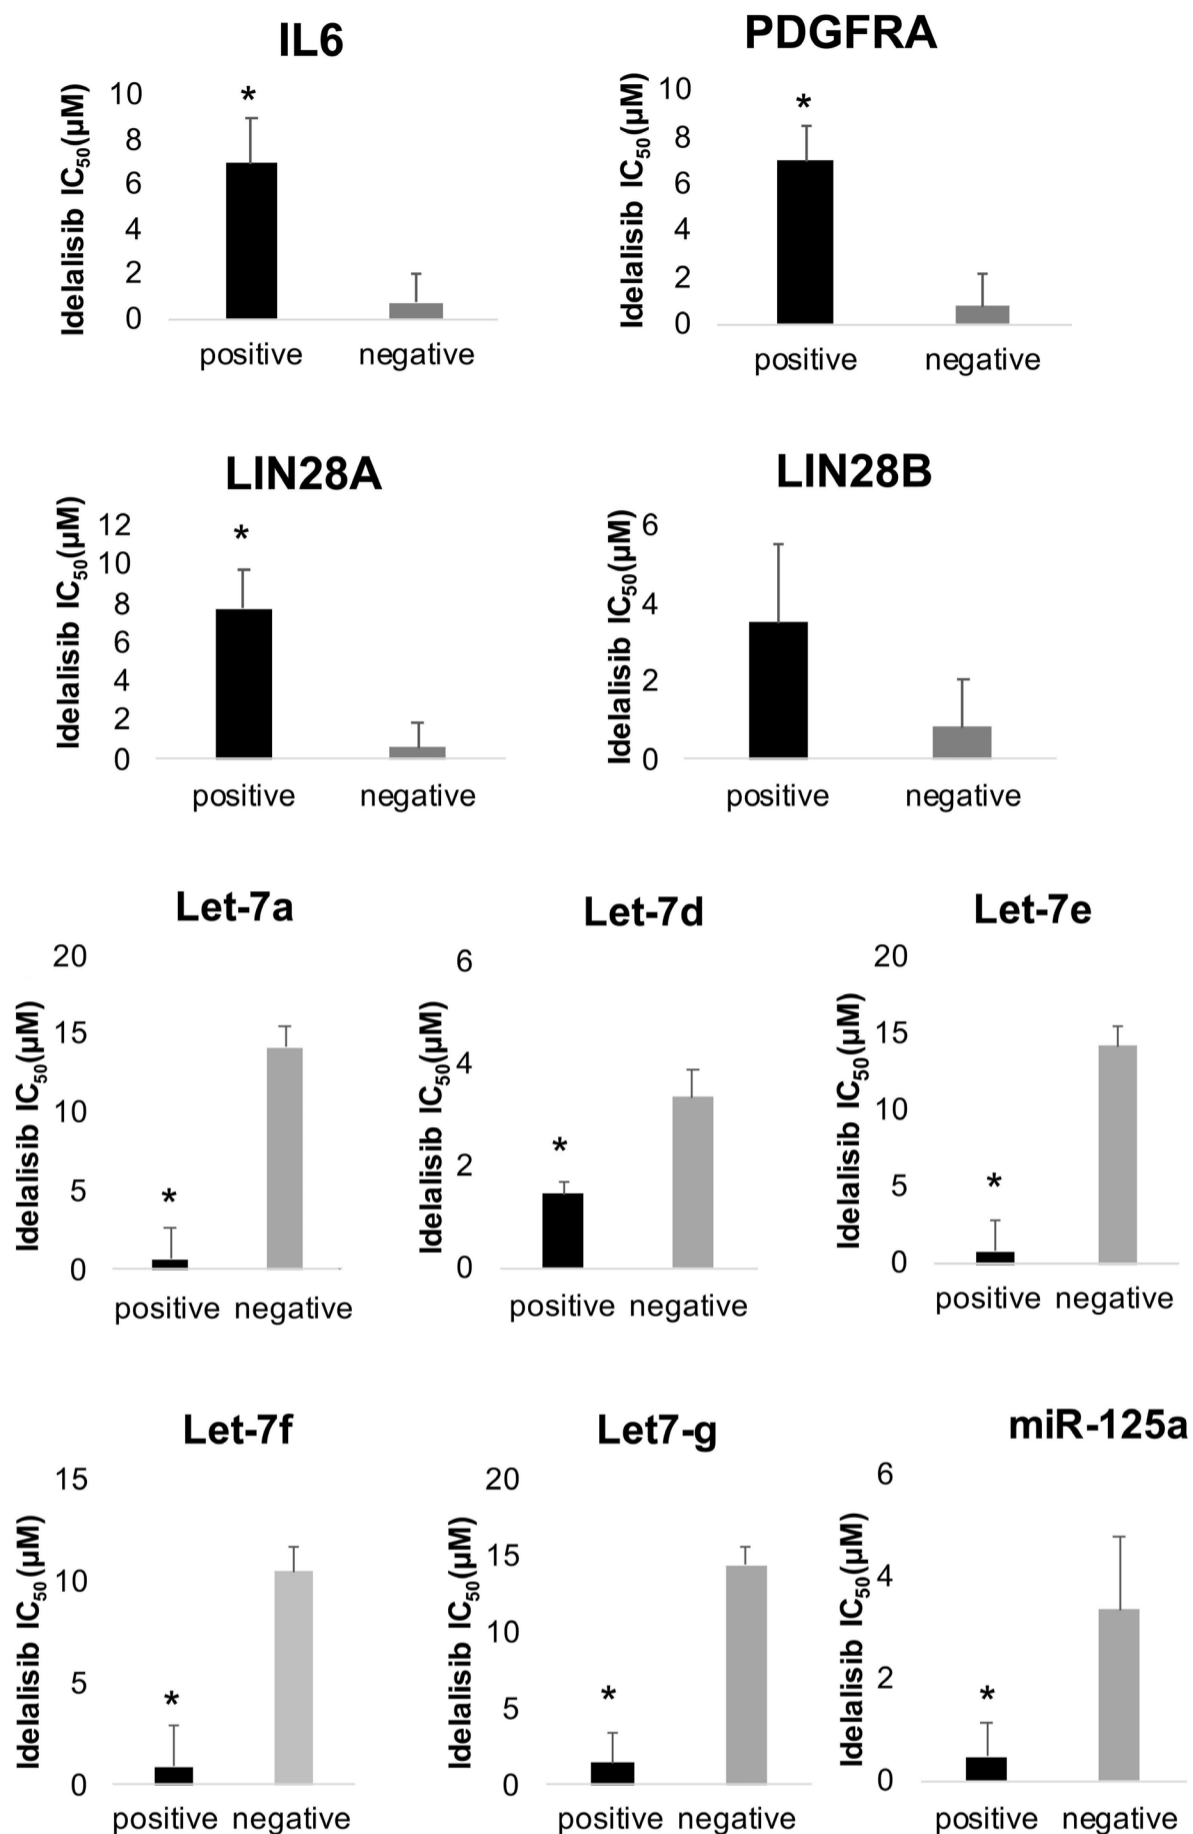 IL6
Idelalisib IC50(µM)
10
8
6
4
2
0
*
positive negative
PDGFRA
Idelalisib IC50(µM)
10
8
6
4
2
0
*
positive negative
LIN28A
Idelalisib IC50(µM)
12
10
8
6
4
2
0
*
positive negative
LIN28B
Idelalisib IC50(µM)
6
4
2
0
positive negative
Let-7a
Idelalisib IC50(µM)
20
15
10
5
0
*
positive negative
Let-7d
Idelalisib IC50(µM)
6
4
2
0
*
positive negative
Let-7e
Idelalisib IC50(µM)
20
15
10
5
0
*
positive negative
Let-7f
Idelalisib IC50(µM)
15
10
5
0
*
positive negative
Let7-g
Idelalisib IC50(µM)
20
15
10
5
0
*
positive negative
miR-125a
Idelalisib IC50(µM)
6
4
2
0
*
positive negative